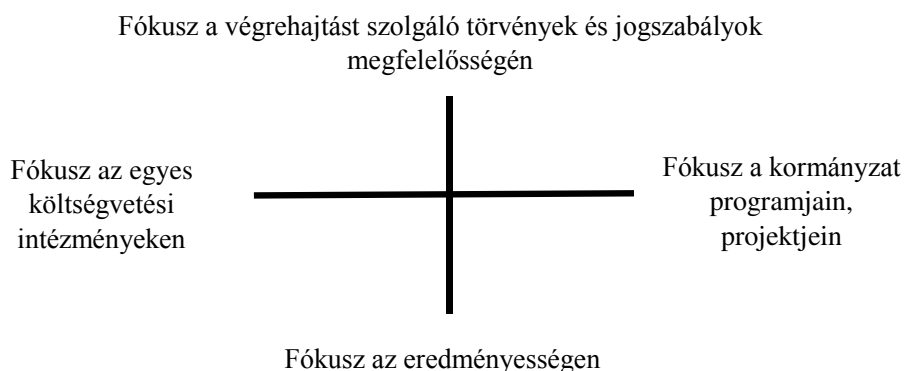 Fókusz a végrehajtást szolgáló törvények és jogszabályok
megfelelősségén
Fókusz az egyes
költségvetési
intézményeken
Fókusz a kormányzat
programjain,
projektjein
Fókusz az eredményességen